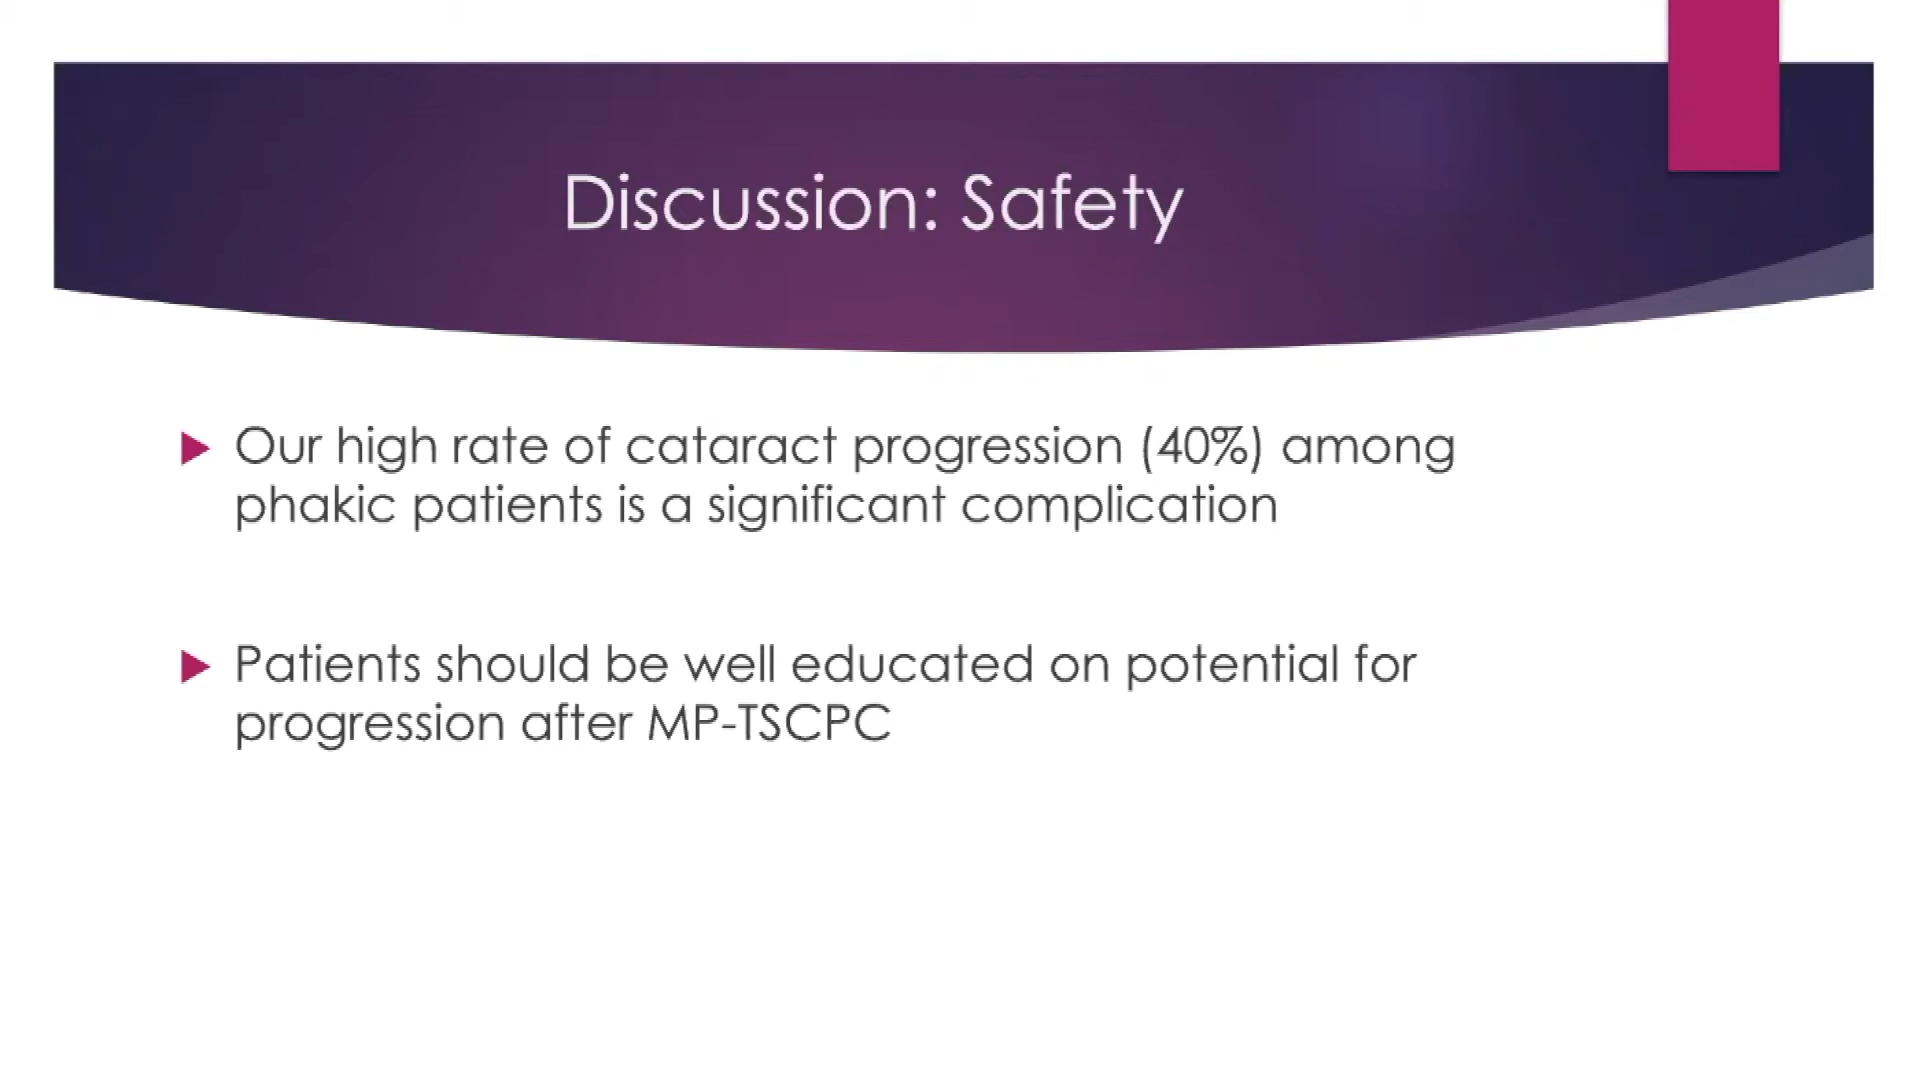 Discussion: Safety
Our high rate of cataract progression (40%) among
phakic patients is a significant complication
Patients should be well educated on potential for
progression after MP-TSCPC